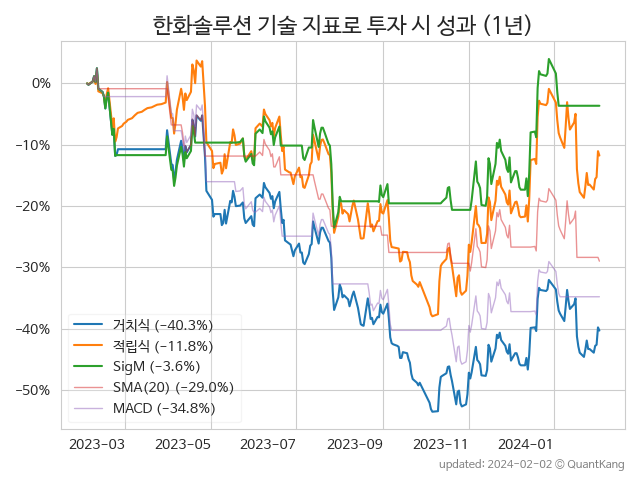 한화솔루션 기술 지표로 투자 시 성과 (1년)
0%
−10%
−20%
−30%
−40%
−50%
거치식 (−40.3%)
적립식 (−11.8%)
SigM (−3.6%)
SMA(20) (−29.0%)
MACD (−34.8%)
2023−03 2023−05 2023−07 2023−09 2023−11 2024−01
updated: 2024−02−02 © QuantKang